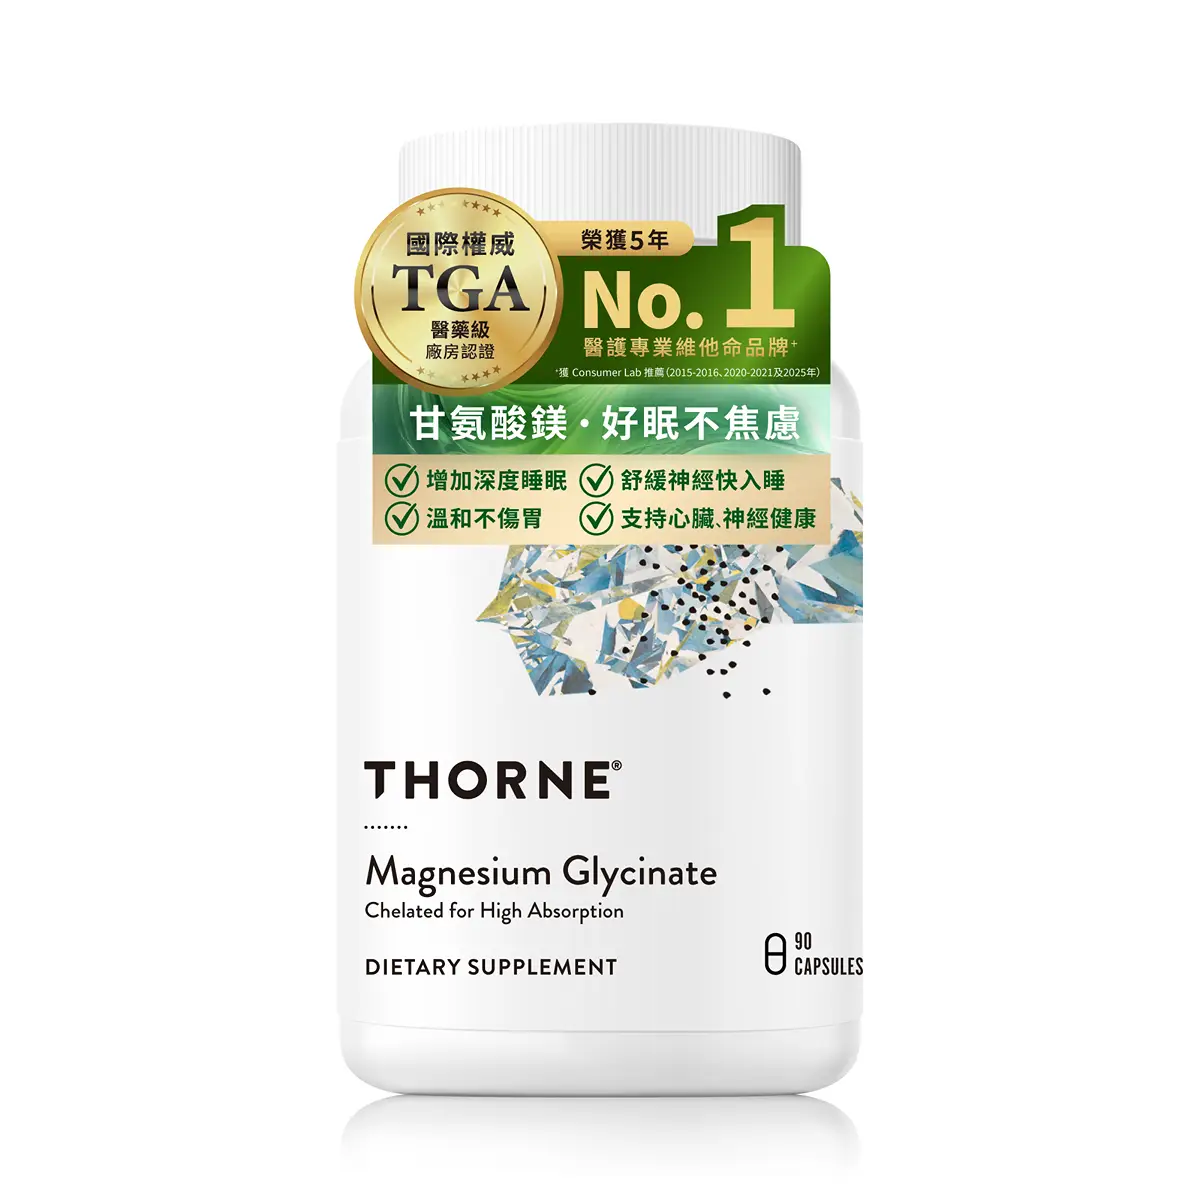 國際權威
TGA
醫藥級
廠房認證
榮獲5年
No.1
醫護專業維他命品牌+
+獲 Consumer Lab 推薦(2015-2016、2020-2021及2025年)
甘氨酸鎂・好眠不焦慮
增加深度睡眠
舒緩神經快入睡
溫和不傷胃
支持心臟、神經健康
THORNE®
Magnesium Glycinate
Chelated for High Absorption
DIETARY SUPPLEMENT
90
CAPSULES